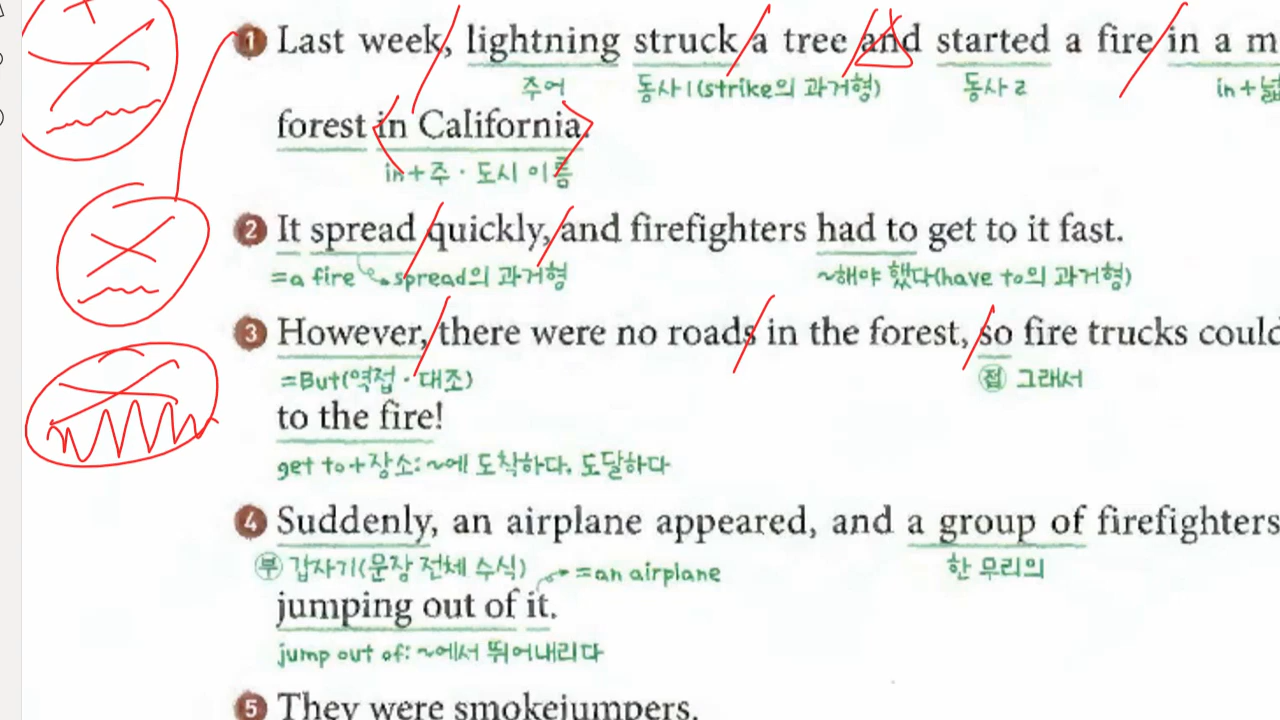 1 Last week, lightning struck a tree and started a fire in a m
주어 동사1(strike의 과거형) 동사2 in+넓
forest in California.
in+주·도시 이름
2 It spread quickly, and firefighters had to get to it fast.
=a fire spread의 과거형 ~해야 했다(have to의 과거형)
3 However, there were no roads in the forest, so fire trucks could
=But(역접·대조) 접 그래서
to the fire!
get to+장소: ~에 도착하다, 도달하다
4 Suddenly, an airplane appeared, and a group of firefighters
부 갑자기(문장 전체 수식) =an airplane 한 무리의
jumping out of it.
jump out of: ~에서 뛰어내리다
5 They were smokejumpers.